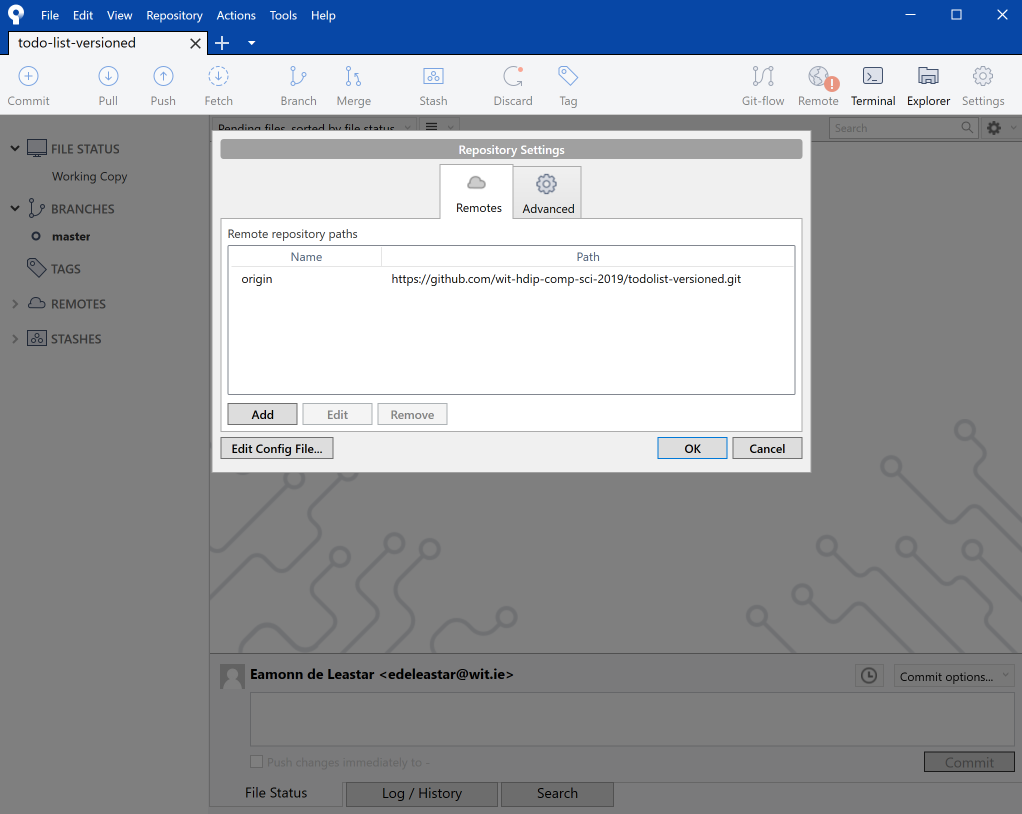 File Edit View Repository Actions Tools Help
todo-list-versioned
Commit Pull Push Fetch Branch Merge Stash Discard Tag Git-flow Remote Terminal Explorer Settings
Pending files, sorted by file status
Search
FILE STATUS
Working Copy
BRANCHES
master
TAGS
REMOTES
STASHES
Repository Settings
Remotes Advanced
Remote repository paths
Name Path
origin https://github.com/wit-hdip-comp-sci-2019/todolist-versioned.git
Add Edit Remove
Edit Config File... OK Cancel
Eamonn de Leastar <edeleastar@wit.ie>
Commit options...
Push changes immediately to -
Commit
File Status Log / History Search